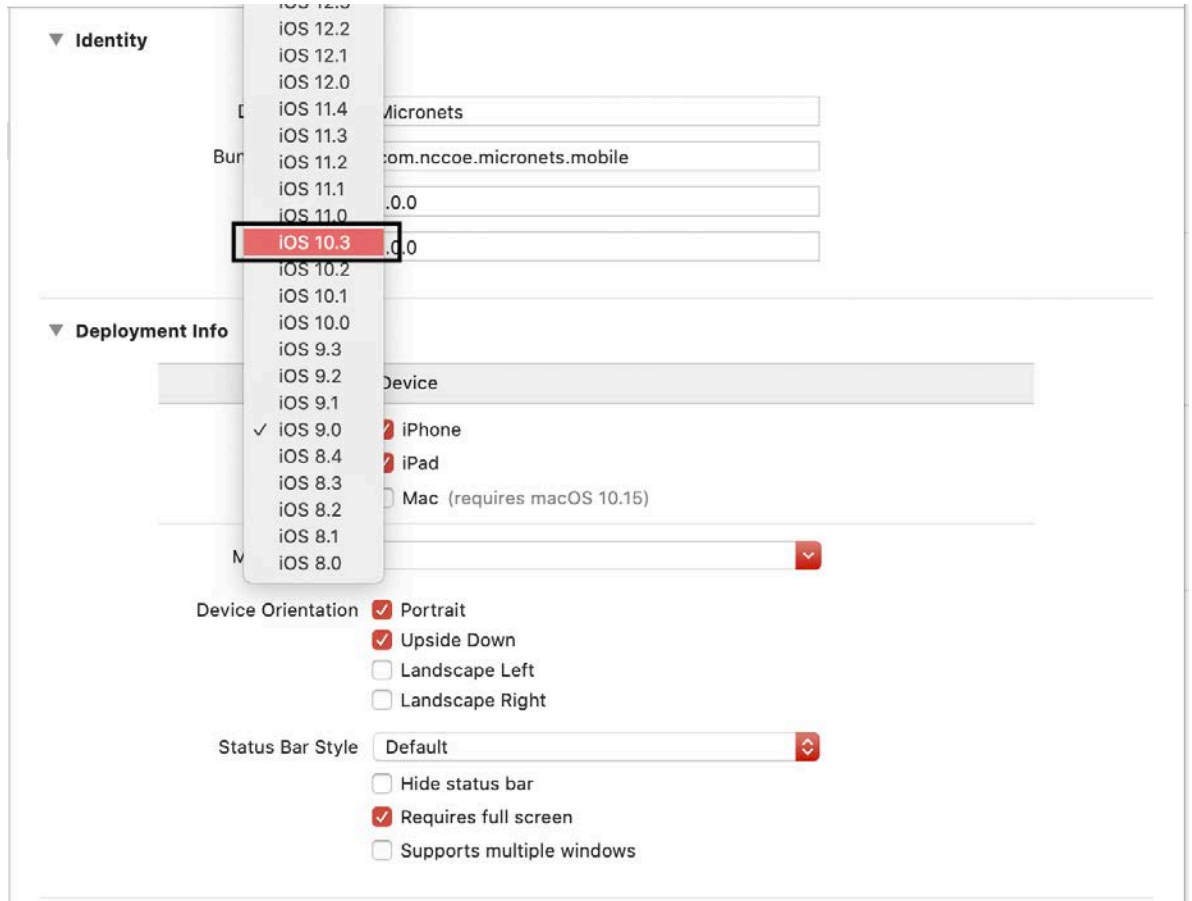 iOS 12.3
iOS 12.2
Identity
iOS 12.1
iOS 12.0
iOS 11.4
Micronets
iOS 11.3
iOS 11.2
com.nccoe.micronets.mobile
iOS 11.1
.0.0
iOS 11.0
iOS 10.3
.0.0
iOS 10.2
iOS 10.1
iOS 10.0
Deployment Info
iOS 9.3
iOS 9.2
Device
iOS 9.1
✓ iOS 9.0
iPhone
iOS 8.4
iPad
iOS 8.3
Mac (requires macOS 10.15)
iOS 8.2
iOS 8.1
iOS 8.0
Device Orientation Portrait
Upside Down
Landscape Left
Landscape Right
Status Bar Style Default
Hide status bar
Requires full screen
Supports multiple windows